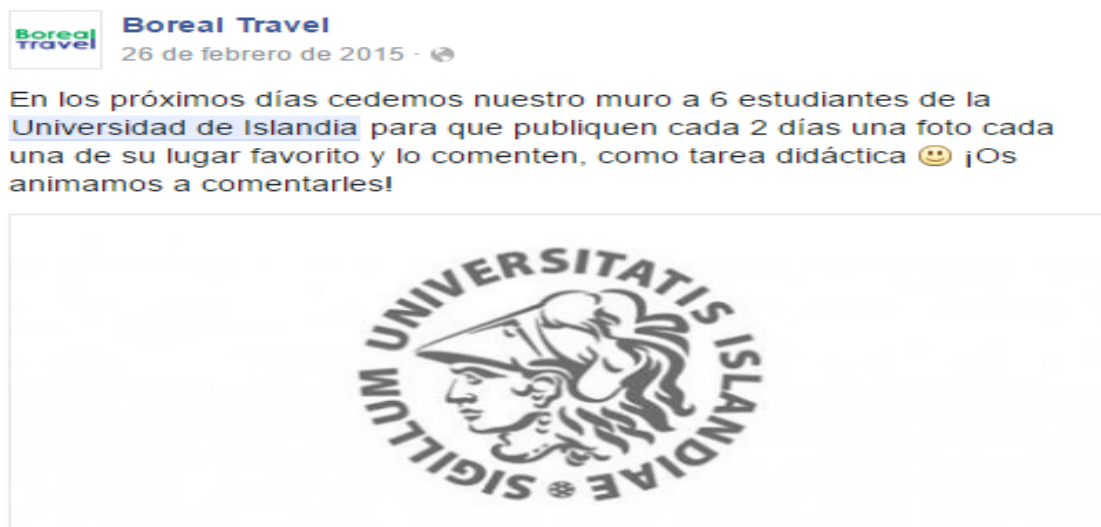 Boreal
Travel
Boreal Travel
26 de febrero de 2015 ·
En los próximos días cedemos nuestro muro a 6 estudiantes de la
Universidad de Islandia para que publiquen cada 2 días una foto cada
una de su lugar favorito y lo comenten, como tarea didáctica 🙂 ¡Os
animamos a comentarles!
SIGILLUM UNIVERSITATIS ISLANDIAE